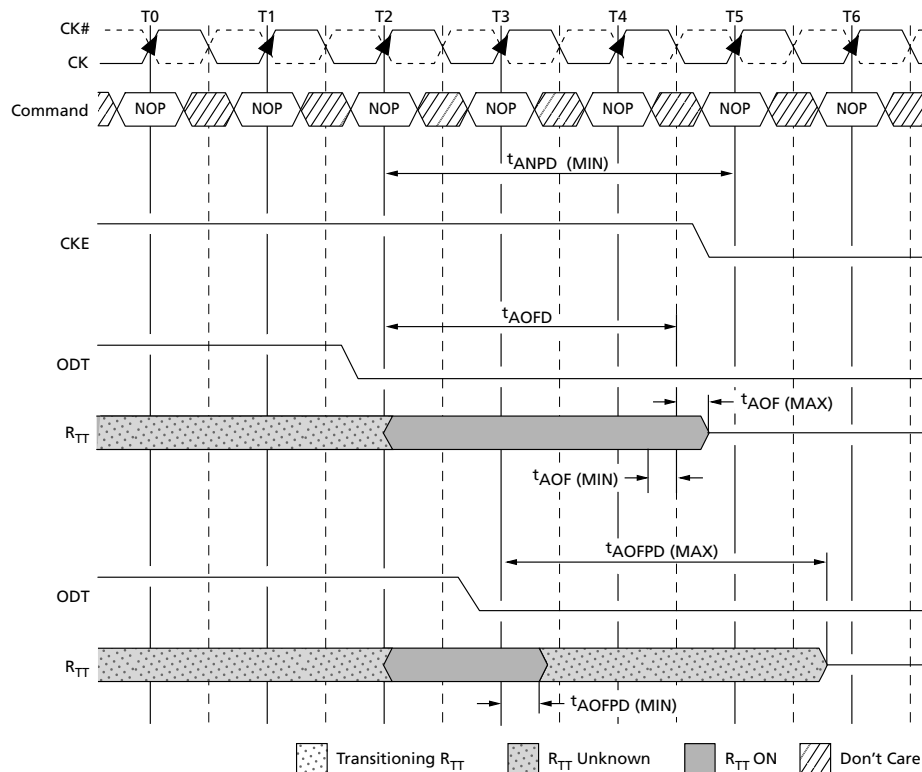 T0 T1 T2 T3 T4 T5 T6
CK#
CK
Command NOP NOP NOP NOP NOP NOP NOP
tANPD (MIN)
CKE
tAOFD
ODT
tAOF (MAX)
RTT
tAOF (MIN)
tAOFPD (MAX)
ODT
RTT
tAOFPD (MIN)
Transitioning RTT RTT Unknown RTT ON Don't Care